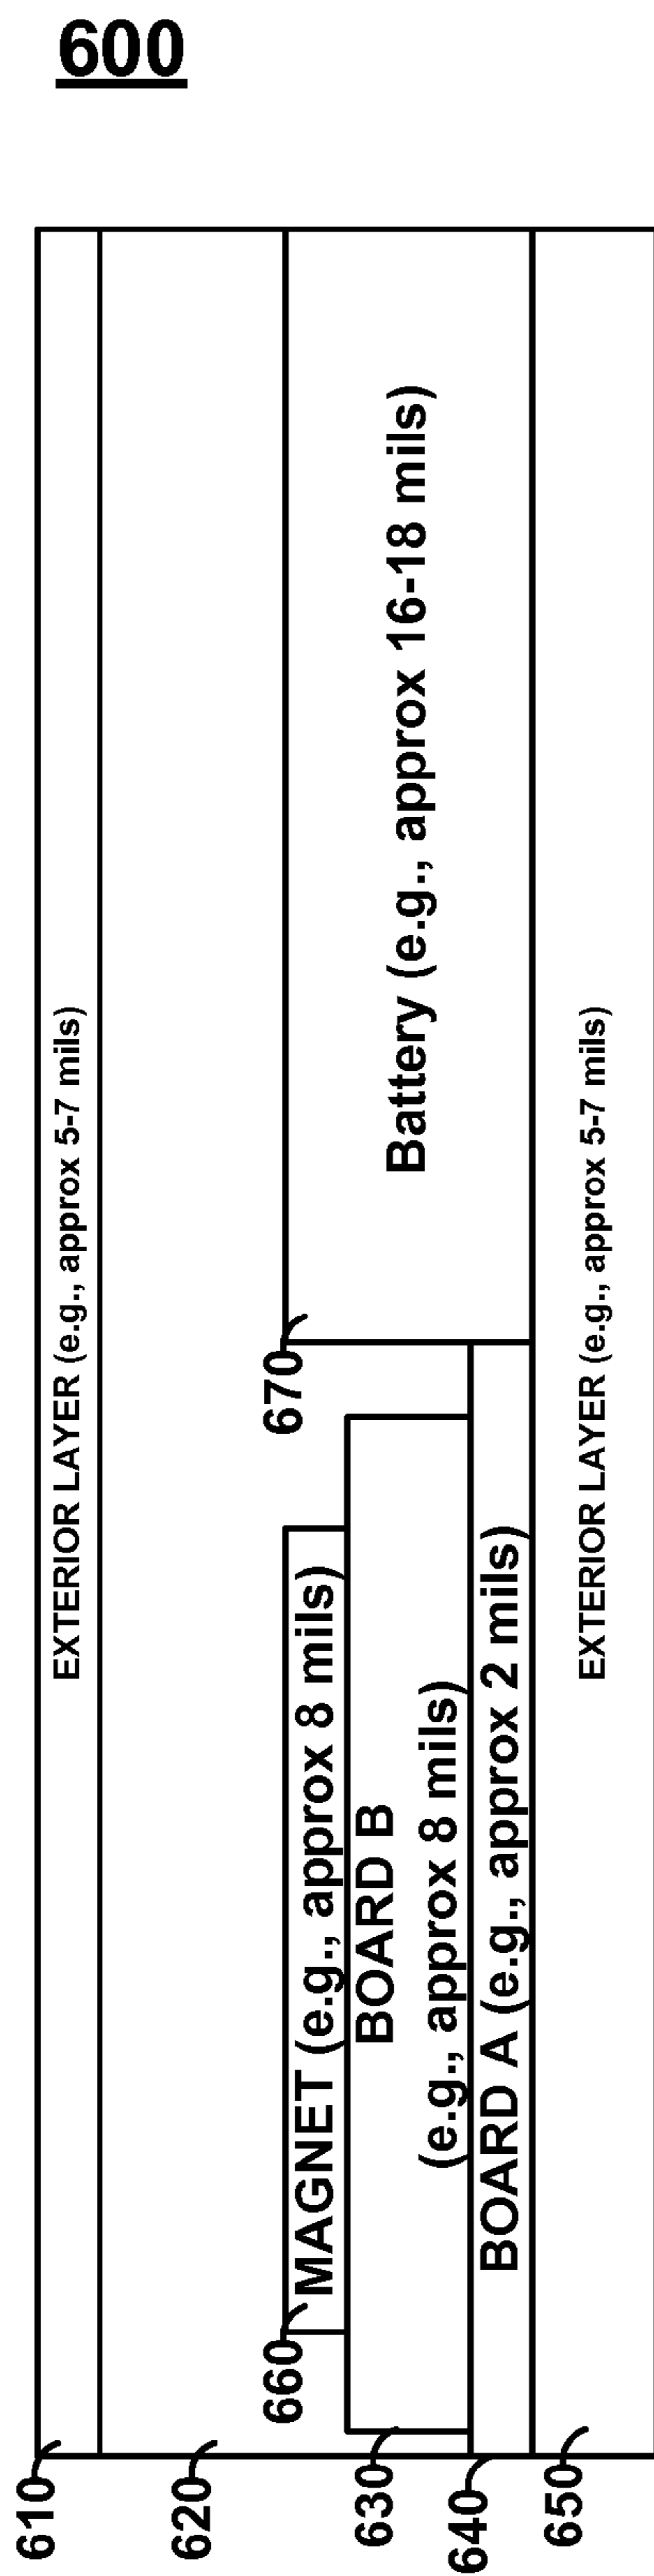 600
610
EXTERIOR LAYER (e.g., approx 5-7 mils)
620
660
MAGNET (e.g., approx 8 mils)
670
Battery (e.g., approx 16-18 mils)
630
BOARD B
(e.g., approx 8 mils)
640
BOARD A (e.g., approx 2 mils)
650
EXTERIOR LAYER (e.g., approx 5-7 mils)